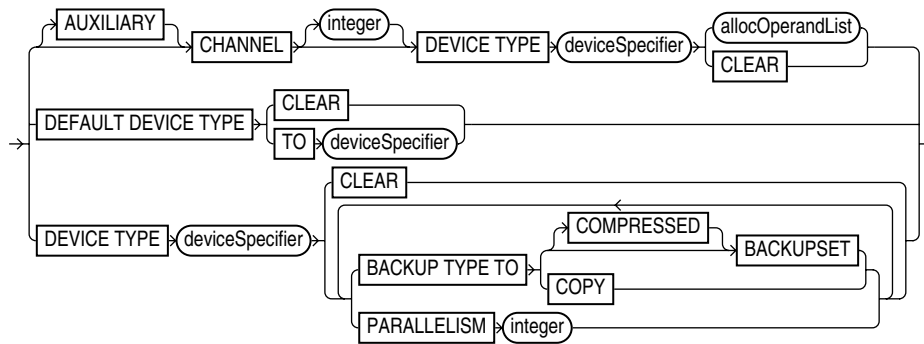 AUXILIARY CHANNEL integer DEVICE TYPE deviceSpecifier allocOperandList
CLEAR
DEFAULT DEVICE TYPE CLEAR
TO deviceSpecifier
DEVICE TYPE deviceSpecifier CLEAR
BACKUP TYPE TO COMPRESSED BACKUPSET
COPY
PARALLELISM integer